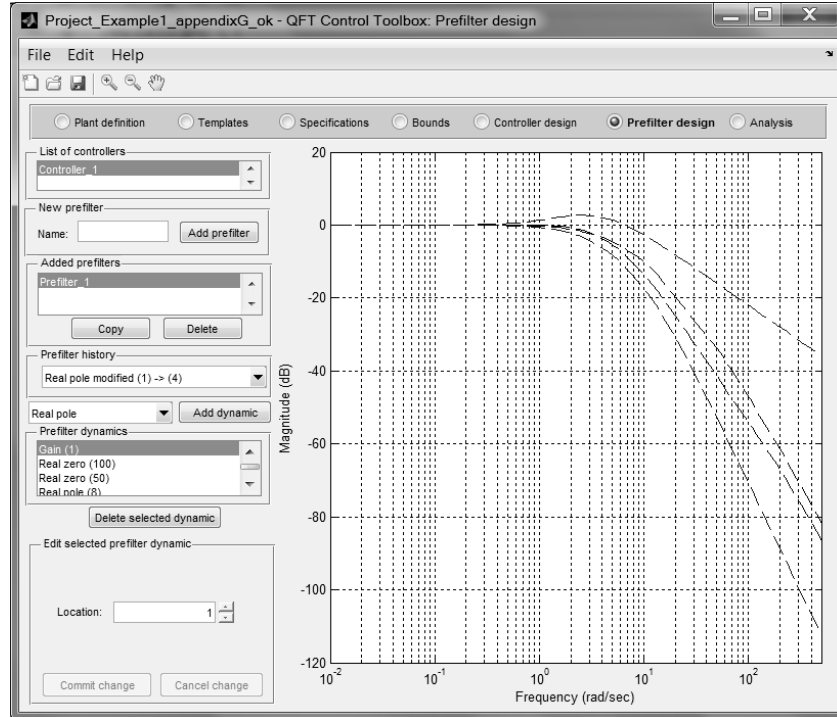 Project_Example1_appendixG_ok - QFT Control Toolbox: Prefilter design
File Edit Help
Plant definition Templates Specifications Bounds Controller design Prefilter design Analysis
List of controllers
Controller_1
New prefilter
Name: Add prefilter
Added prefilters
Prefilter_1
Copy Delete
Prefilter history
Real pole modified (1) -> (4)
Real pole Add dynamic
Prefilter dynamics
Gain (1)
Real zero (100)
Real zero (50)
Real pole (8)
Delete selected dynamic
Edit selected prefilter dynamic
Location: 1
Commit change Cancel change
20
0
-20
-40
-60
-80
-100
-120
Magnitude (dB)
10^-2 10^-1 10^0 10^1 10^2
Frequency (rad/sec)